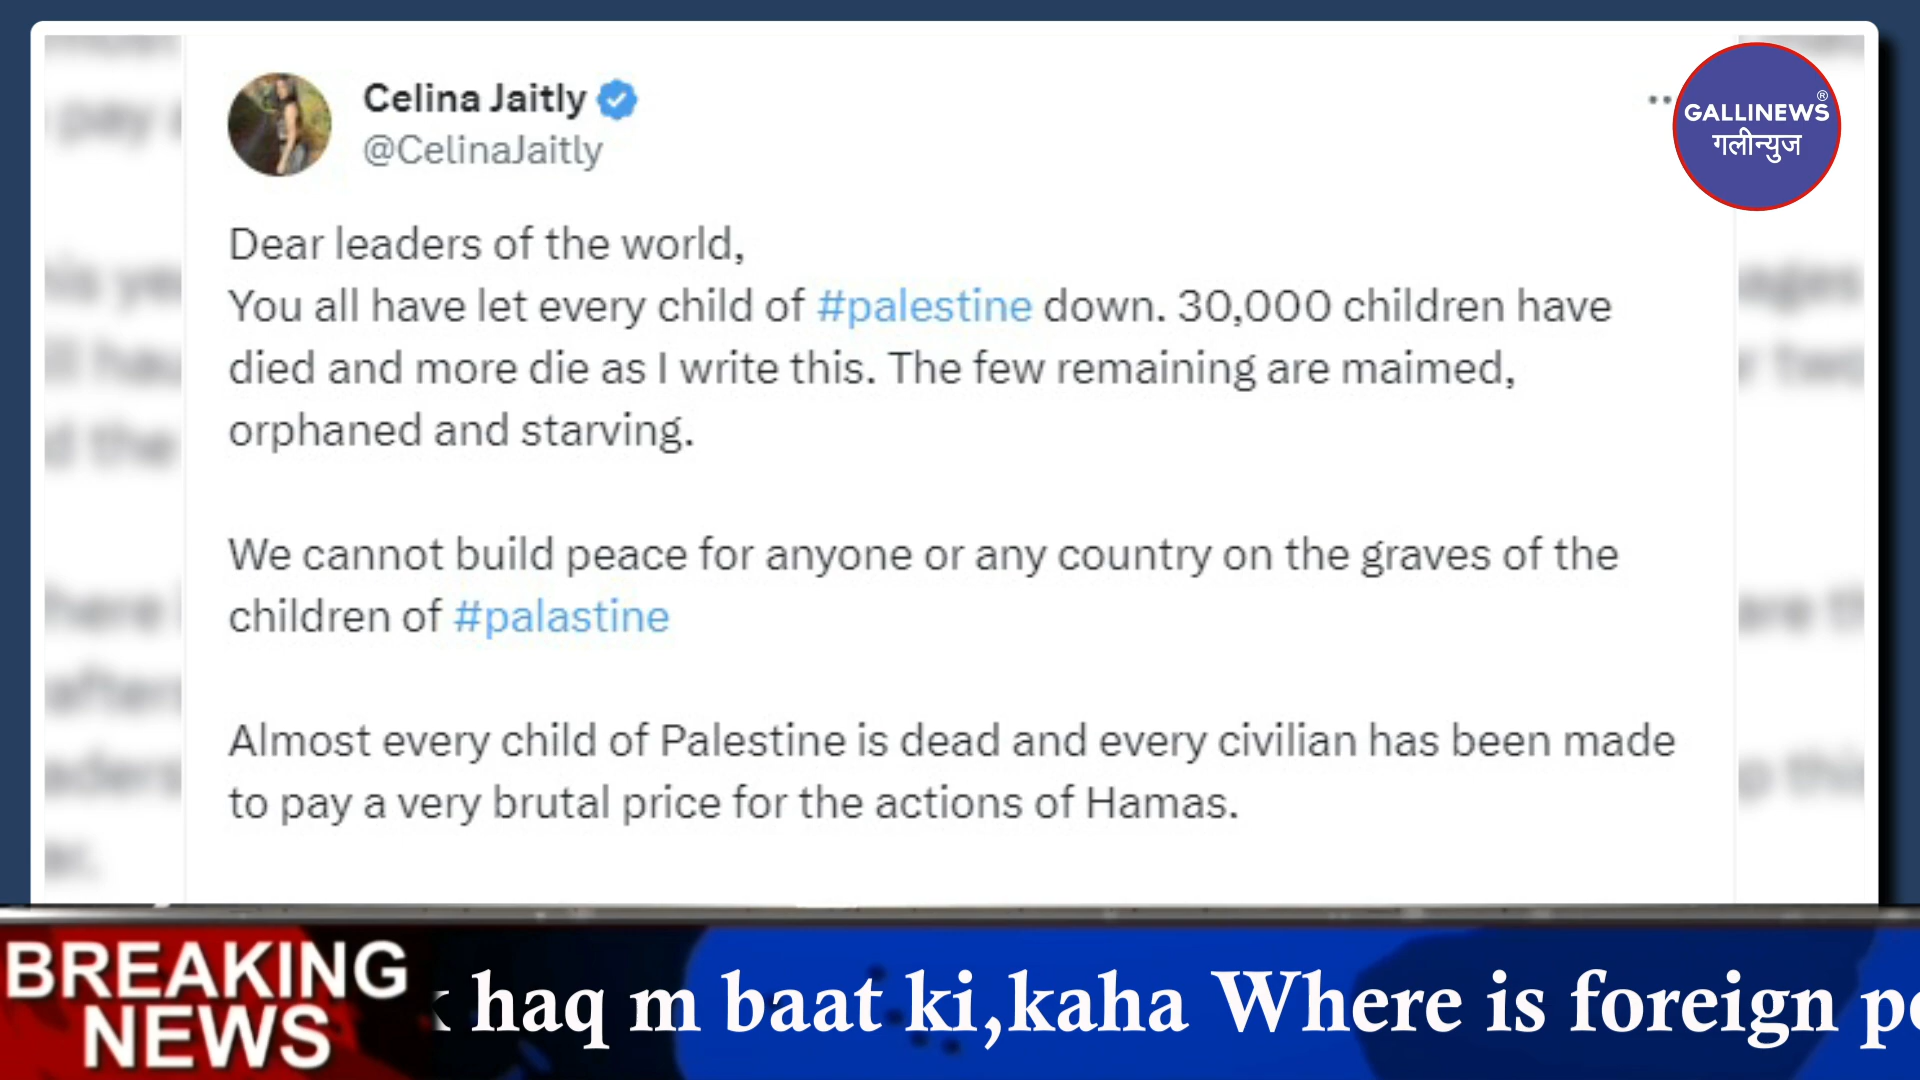 GALLINEWS®
गलीन्युज
Celina Jaitly
@CelinaJaitly
Dear leaders of the world,
You all have let every child of #palestine down. 30,000 children have
died and more die as I write this. The few remaining are maimed,
orphaned and starving.
We cannot build peace for anyone or any country on the graves of the
children of #palastine
Almost every child of Palestine is dead and every civilian has been made
to pay a very brutal price for the actions of Hamas.
BREAKING
NEWS
haq m baat ki,kaha Where is foreign